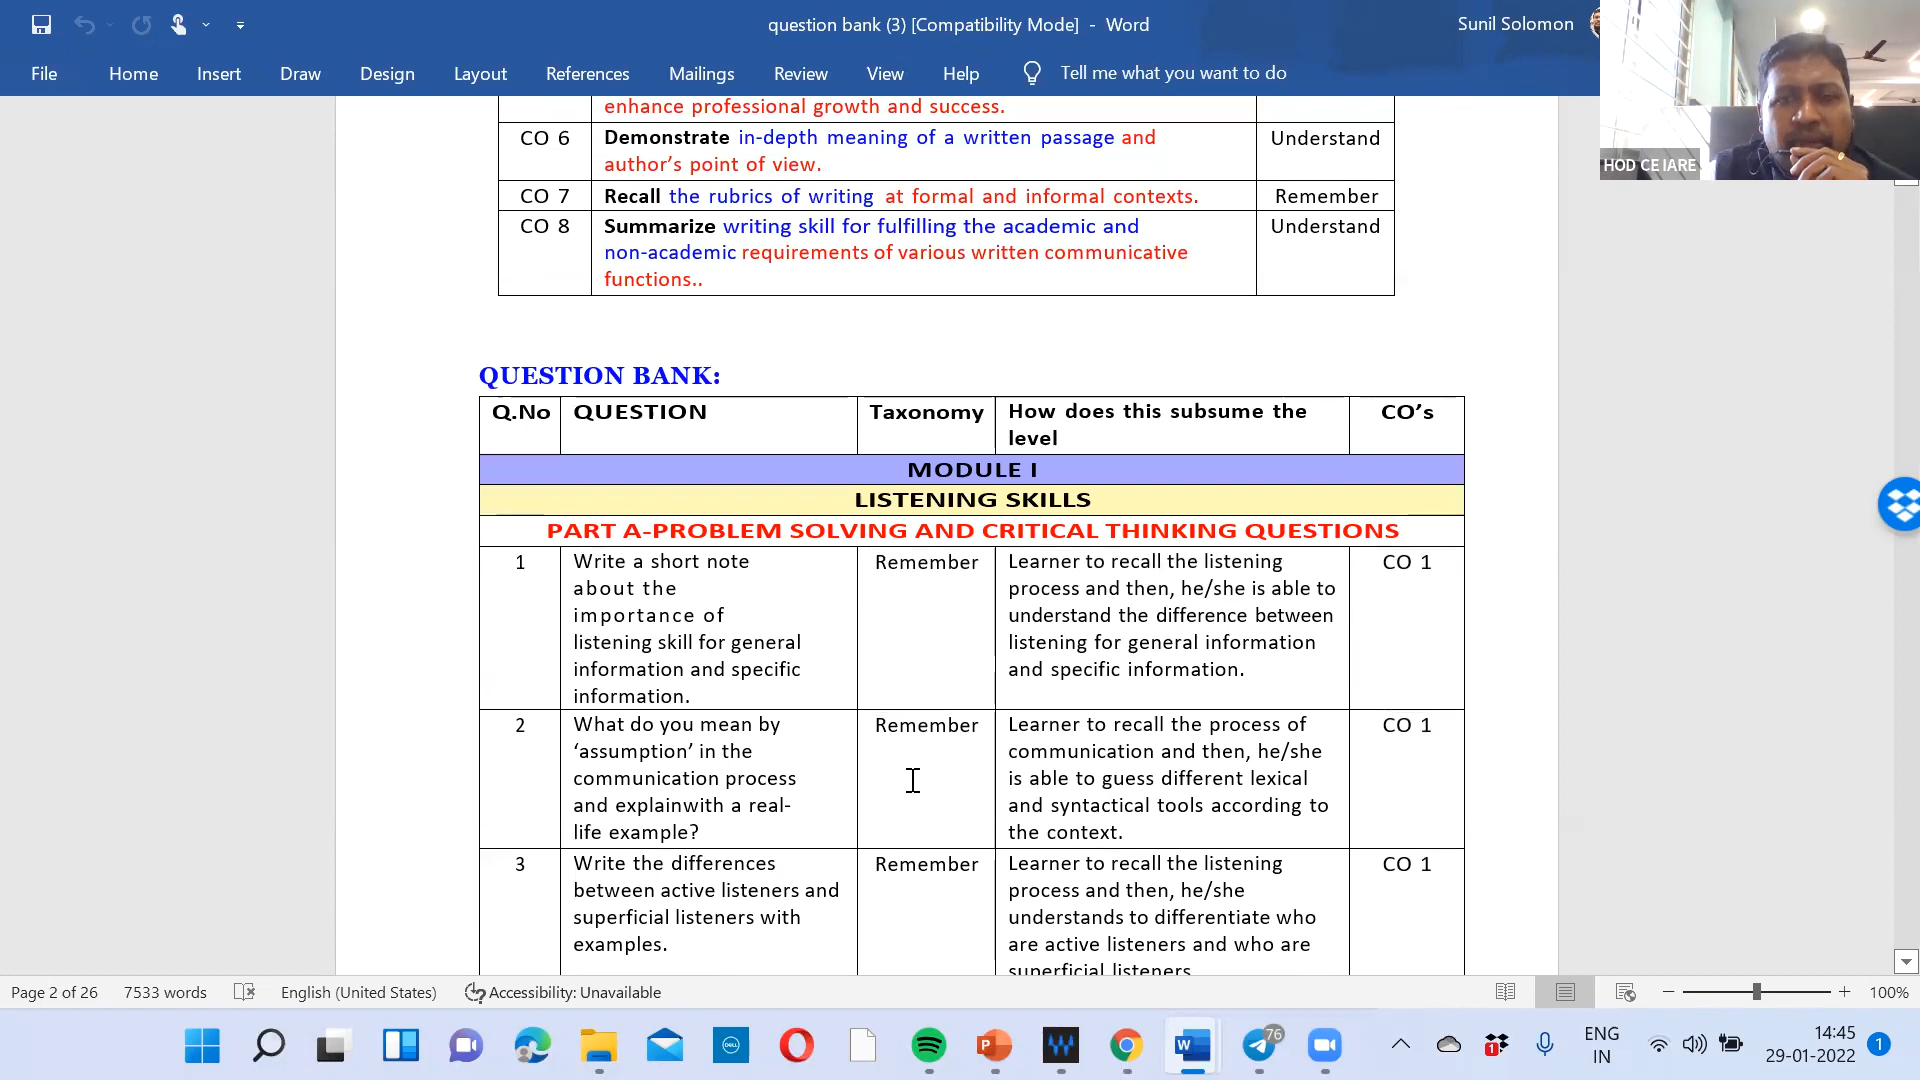 question bank (3) [Compatibility Mode] - Word
Sunil Solomon
File Home Insert Draw Design Layout References Mailings Review View Help Tell me what you want to do
HOD CE IARE
enhance professional growth and success.
CO 6 Demonstrate in-depth meaning of a written passage and Understand
author's point of view.
CO 7 Recall the rubrics of writing at formal and informal contexts. Remember
CO 8 Summarize writing skill for fulfilling the academic and Understand
non-academic requirements of various written communicative
functions..
QUESTION BANK:
Q.No QUESTION Taxonomy How does this subsume the CO's
level
MODULE I
LISTENING SKILLS
PART A-PROBLEM SOLVING AND CRITICAL THINKING QUESTIONS
1 Write a short note Remember Learner to recall the listening CO 1
about the process and then, he/she is able to
importance of understand the difference between
listening skill for general listening for general information
information and specific and specific information.
information.
2 What do you mean by Remember Learner to recall the process of CO 1
‘assumption’ in the communication and then, he/she
communication process is able to guess different lexical
and explainwith a real- and syntactical tools according to
life example? the context.
3 Write the differences Remember Learner to recall the listening CO 1
between active listeners and process and then, he/she
superficial listeners with understands to differentiate who
examples. are active listeners and who are
superficial listeners.
Page 2 of 26 7533 words English (United States) Accessibility: Unavailable 100%
DELL
76
1
ENG
IN
14:45
29-01-2022
1